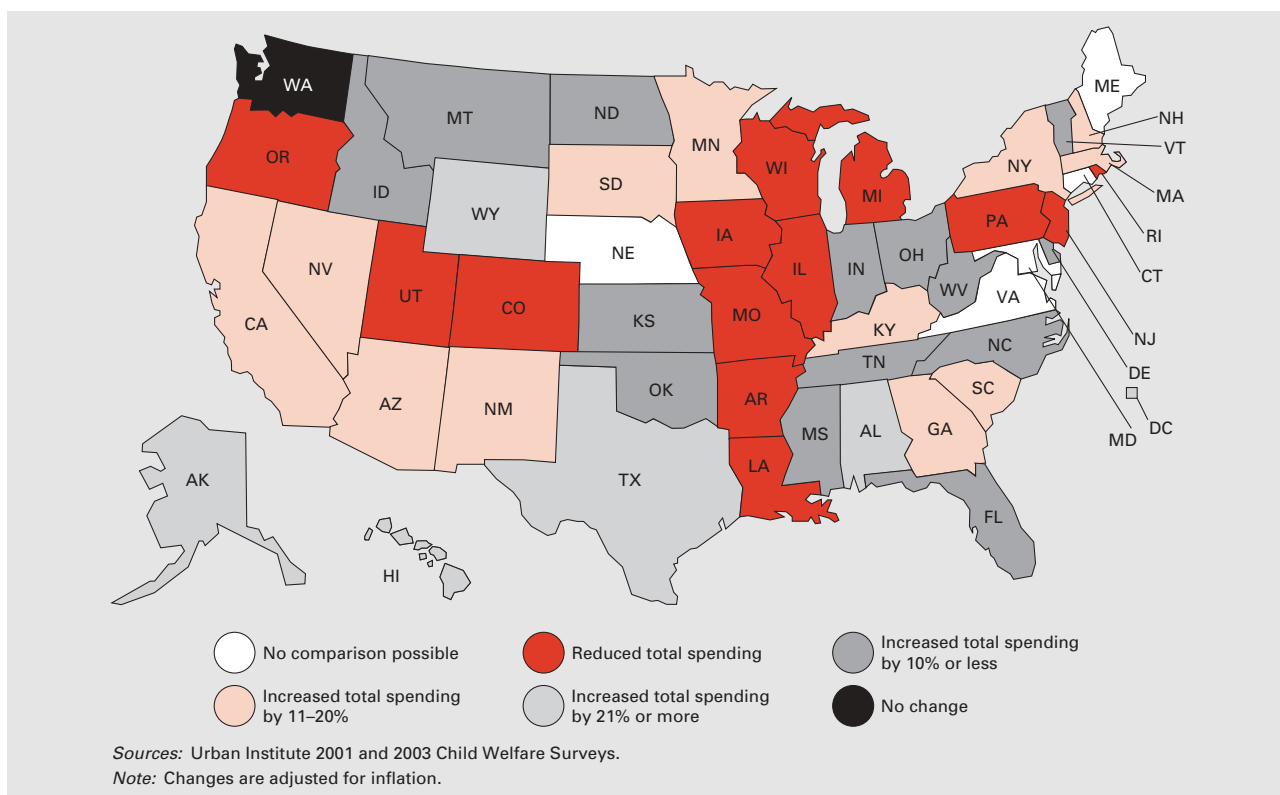 WA
MT
ND
MN
ME
NH
VT
OR
ID
WY
SD
WI
MI
NY
MA
RI
CT
NV
UT
CO
NE
IA
IL
IN
OH
PA
WV
VA
NJ
DE
DC
MD
CA
AZ
NM
KS
MO
KY
TN
NC
OK
AR
SC
MS
AL
GA
AK
HI
TX
LA
FL
No comparison possible
Reduced total spending
Increased total spending
by 10% or less
Increased total spending
by 11–20%
Increased total spending
by 21% or more
No change
Sources: Urban Institute 2001 and 2003 Child Welfare Surveys.
Note: Changes are adjusted for inflation.